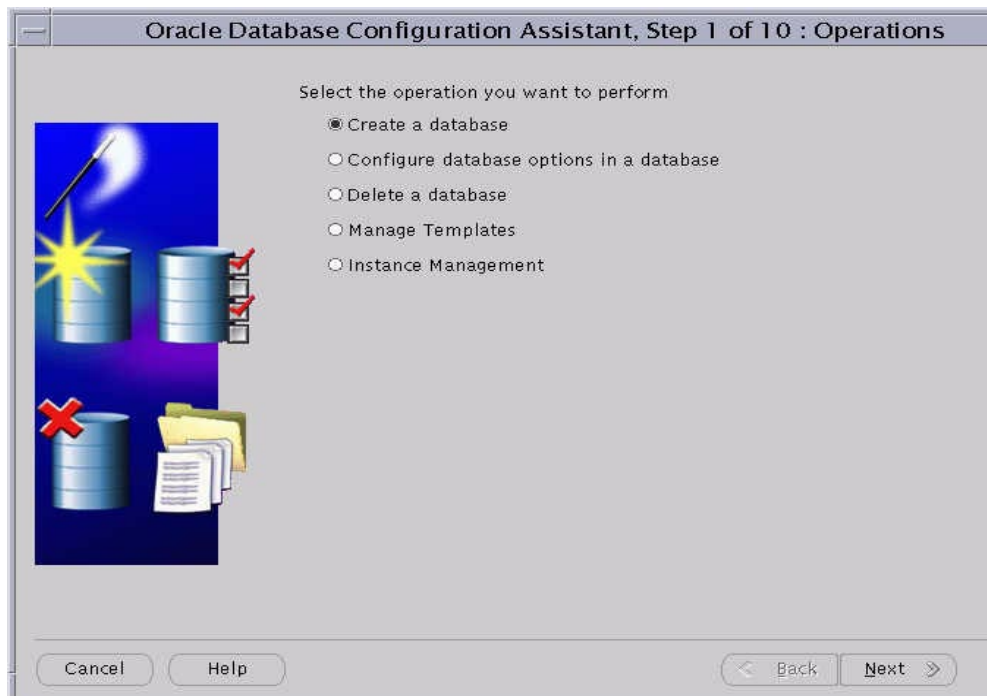 Oracle Database Configuration Assistant, Step 1 of 10 : Operations
Select the operation you want to perform
Create a database
Configure database options in a database
Delete a database
Manage Templates
Instance Management
Cancel
Help
Back
Next